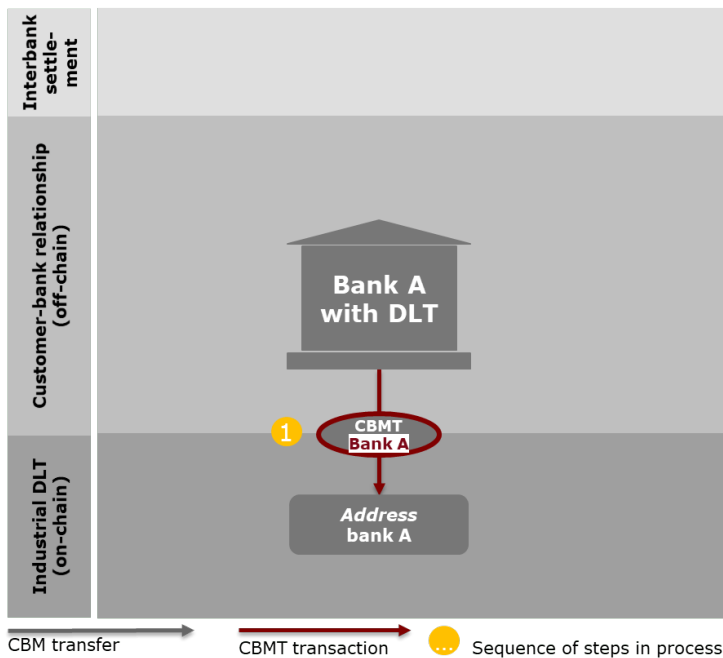 Interbank
settle-
ment
Customer-bank relationship
(off-chain)
Bank A
with DLT
1
CBMT
Bank A
Industrial DLT
(on-chain)
Address
bank A
CBM transfer
CBMT transaction
...
Sequence of steps in process